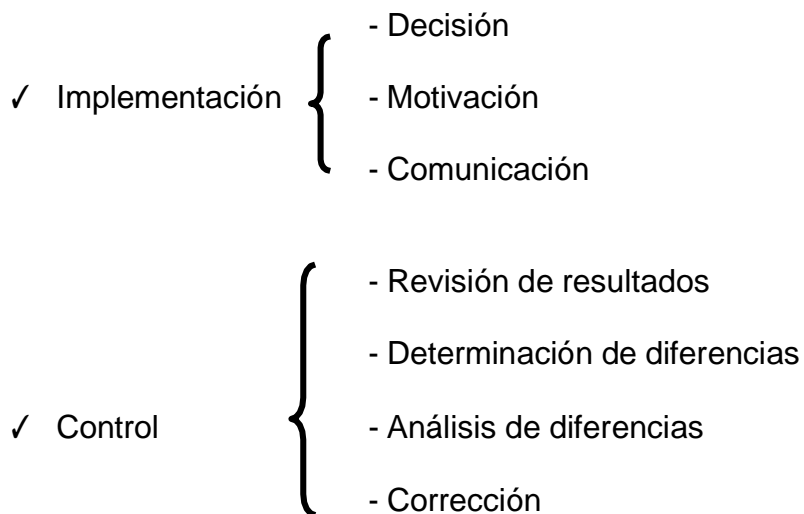 - Decisión
✓ Implementación - Motivación
- Comunicación
- Revisión de resultados
- Determinación de diferencias
✓ Control - Análisis de diferencias
- Corrección